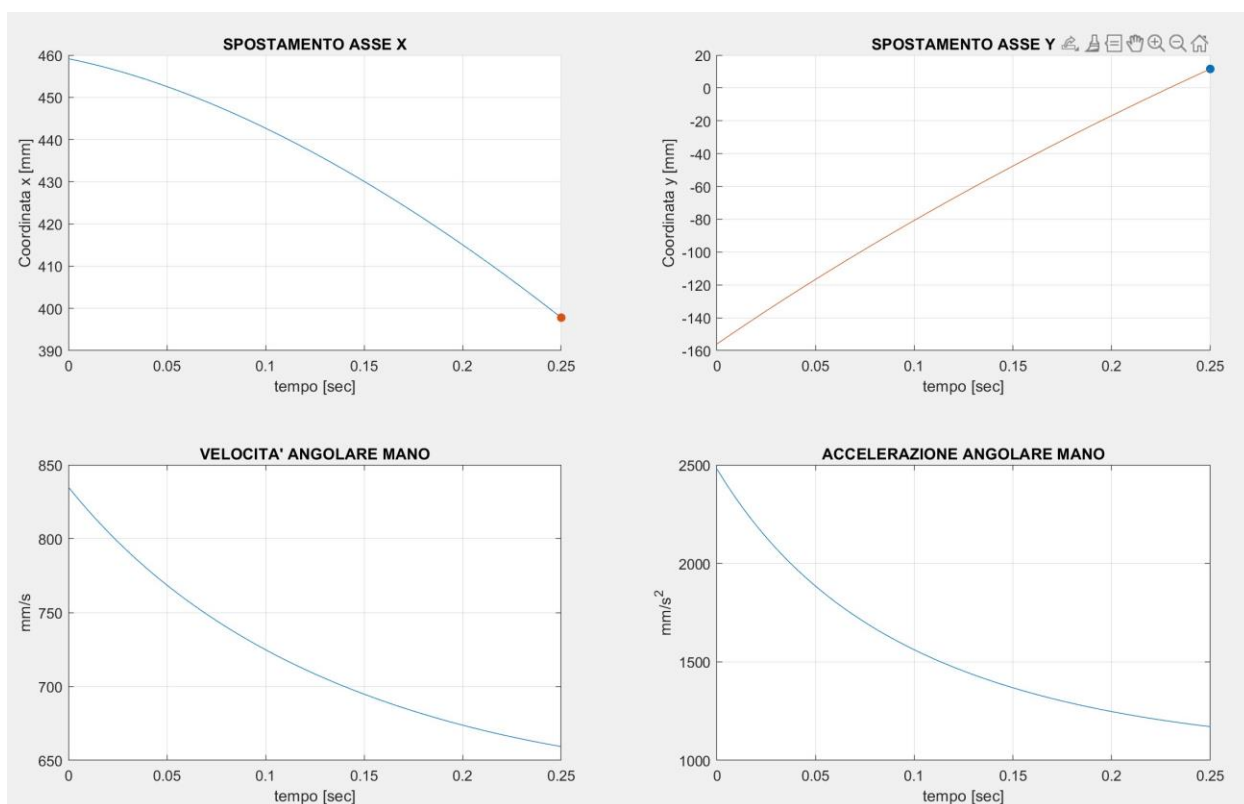 SPOSTAMENTO ASSE X
460
450
440
430
420
410
400
390
Coordinata x [mm]
0 0.05 0.1 0.15 0.2 0.25
tempo [sec]
SPOSTAMENTO ASSE Y
20
0
-20
-40
-60
-80
-100
-120
-140
-160
Coordinata y [mm]
0 0.05 0.1 0.15 0.2 0.25
tempo [sec]
VELOCITA' ANGOLARE MANO
850
800
750
700
650
mm/s
0 0.05 0.1 0.15 0.2 0.25
tempo [sec]
ACCELERAZIONE ANGOLARE MANO
2500
2000
1500
1000
mm/s²
0 0.05 0.1 0.15 0.2 0.25
tempo [sec]